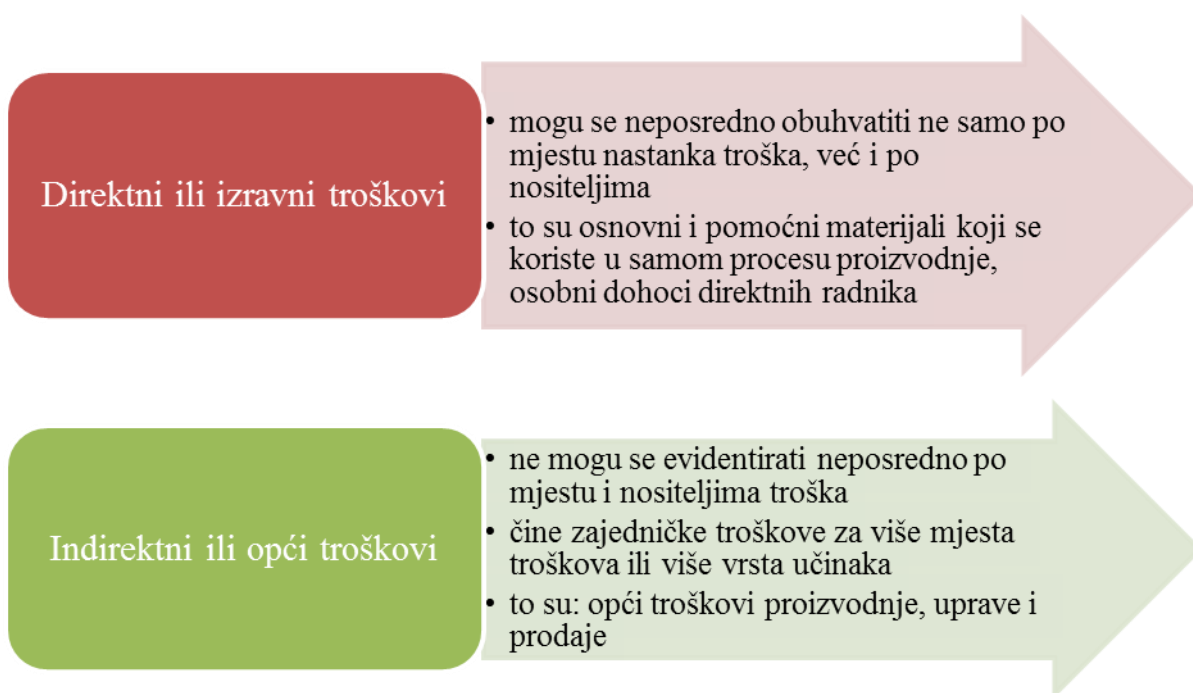 Direktni ili izravni troškovi
• mogu se neposredno obuhvatiti ne samo po
mjestu nastanka troška, već i po
nositeljima
• to su osnovni i pomoćni materijali koji se
koriste u samom procesu proizvodnje,
osobni dohoci direktnih radnika
Indirektni ili opći troškovi
• ne mogu se evidentirati neposredno po
mjestu i nositeljima troška
• čine zajedničke troškove za više mjesta
troškova ili više vrsta učinaka
• to su: opći troškovi proizvodnje, uprave i
prodaje